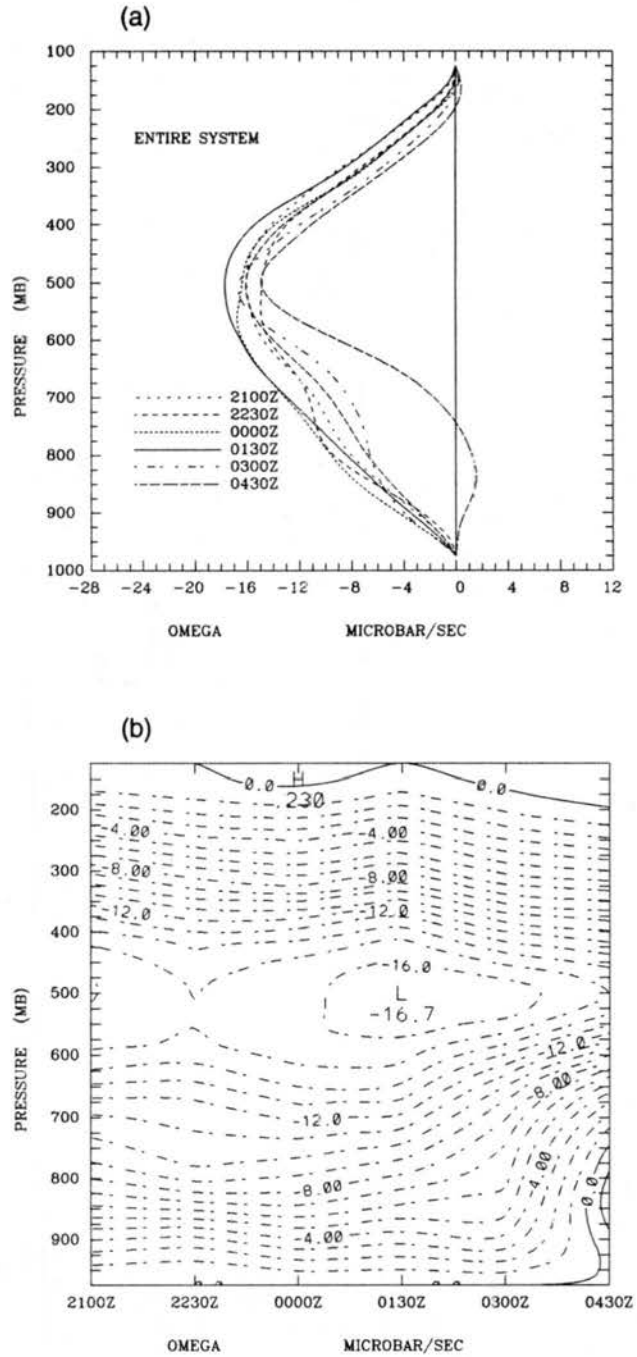 (a)
100
200
300
400
500
600
700
800
900
1000
PRESSURE (MB)
ENTIRE SYSTEM
2100Z
2230Z
0000Z
0130Z
0300Z
0430Z
-28 -24 -20 -16 -12 -8 -4 0 4 8 12
OMEGA MICROBAR/SEC
(b)
200
300
400
500
600
700
800
900
PRESSURE (MB)
0.0 H 0.0
.230
-4.00 -4.00
-8.00 -8.00
-12.0 -12.0
-16.0
L
-16.7
-12.0
-8.00
-12.0
-4.00
-8.00
0.0
-4.00
2100Z 2230Z 0000Z 0130Z 0300Z 0430Z
OMEGA MICROBAR/SEC